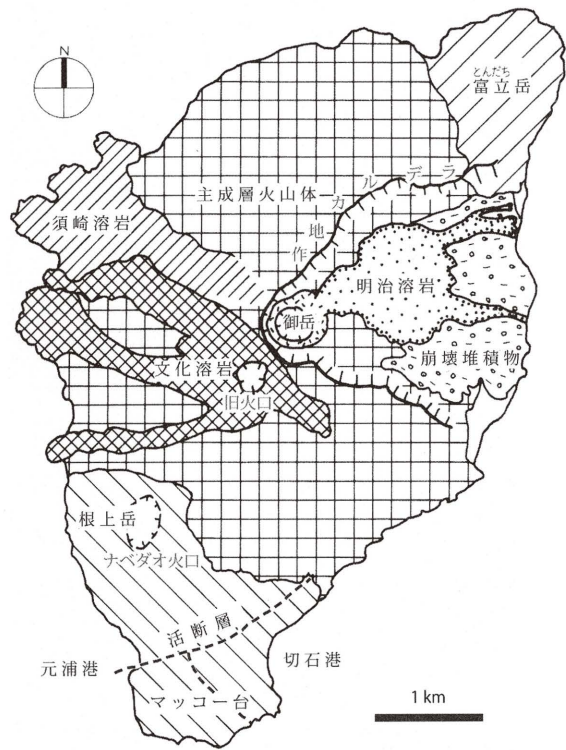 N
とんだち
富立岳
主成層火山体
カルデラ
地作
須崎溶岩
明治溶岩
御岳
文化溶岩
崩壊堆積物
旧火口
根上岳
ナベダオ火口
活断層
元浦港
切石港
マッコー台
1 km